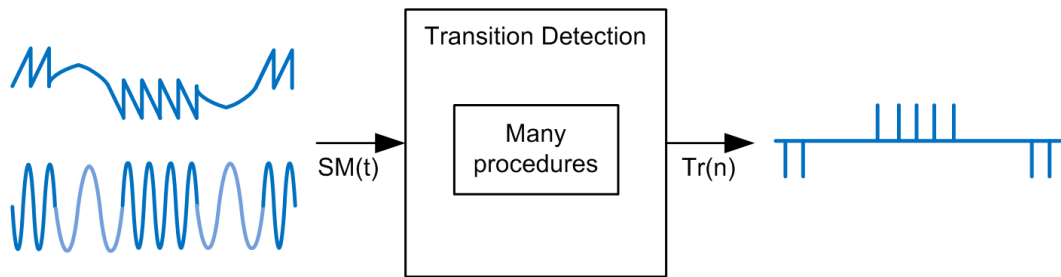 Transition Detection
Many
procedures
SM(t)
Tr(n)